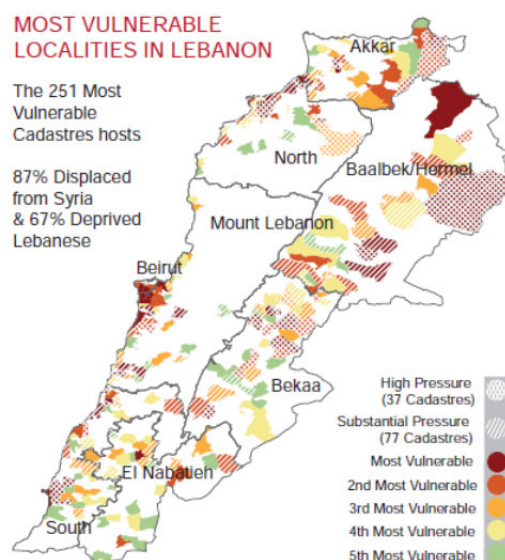 MOST VULNERABLE
LOCALITIES IN LEBANON
The 251 Most
Vulnerable
Cadastres hosts
87% Displaced
from Syria
& 67% Deprived
Lebanese
Akkar
North
Baalbek/Hermel
Mount Lebanon
Beirut
Bekaa
El Nabatieh
South
High Pressure
(37 Cadastres)
Substantial Pressure
(77 Cadastres)
Most Vulnerable
2nd Most Vulnerable
3rd Most Vulnerable
4th Most Vulnerable
5th Most Vulnerable